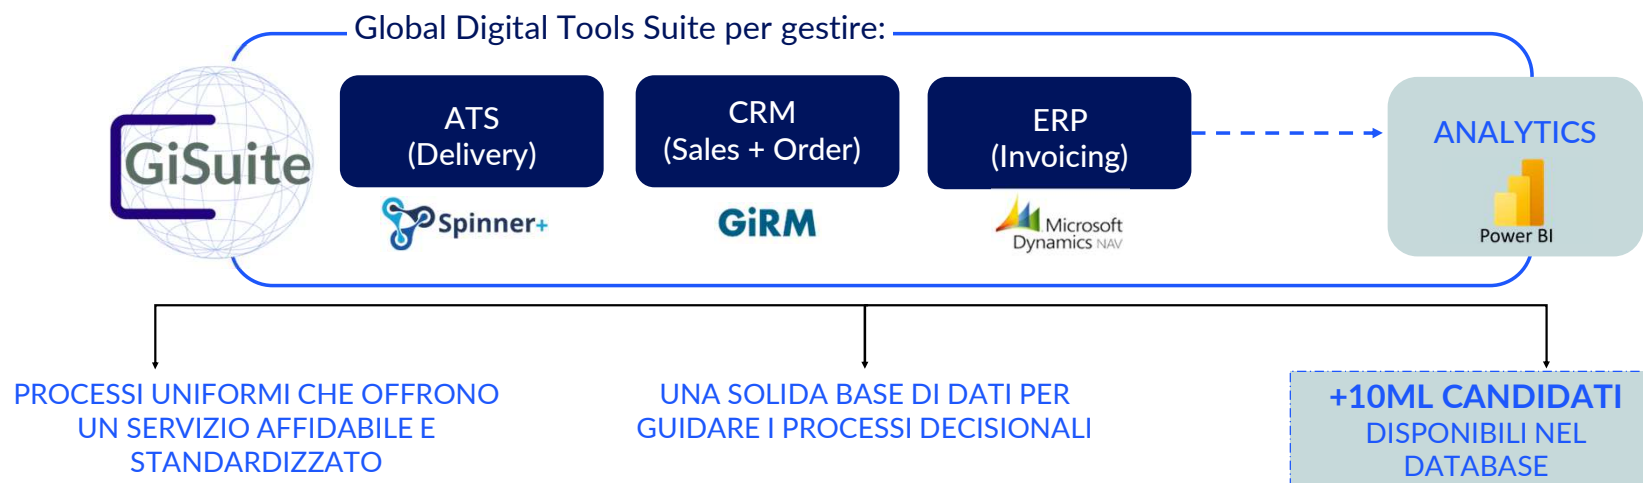 Global Digital Tools Suite per gestire:
GiSuite
ATS
(Delivery)
Spinner+
CRM
(Sales + Order)
GiRM
ERP
(Invoicing)
Microsoft
Dynamics NAV
ANALYTICS
Power BI
PROCESSI UNIFORMI CHE OFFRONO
UN SERVIZIO AFFIDABILE E
STANDARDIZZATO
UNA SOLIDA BASE DI DATI PER
GUIDARE I PROCESSI DECISIONALI
+10ML CANDIDATI
DISPONIBILI NEL
DATABASE